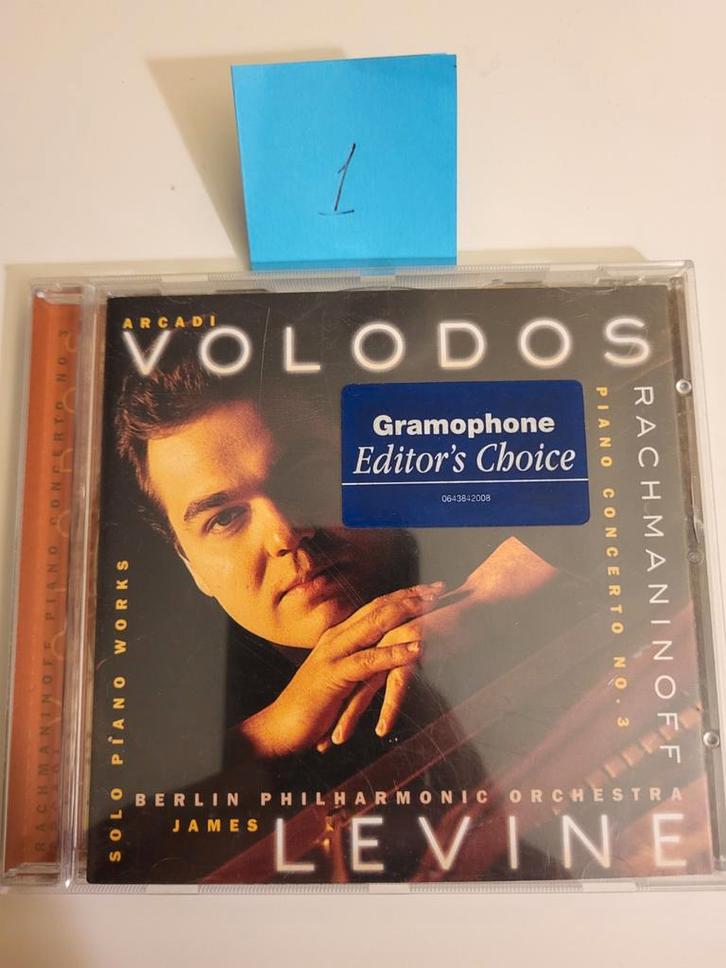 1
ARCADI
VOLODOS
Gramophone
Editor's Choice
0643842008
RACHMANINOFF
PIANO CONCERTO NO. 3
SOLO PIANO WORKS
BERLIN PHILHARMONIC ORCHESTRA
JAMES LEVINE
RACHMANINOFF PIANO CONCERTO NO. 3